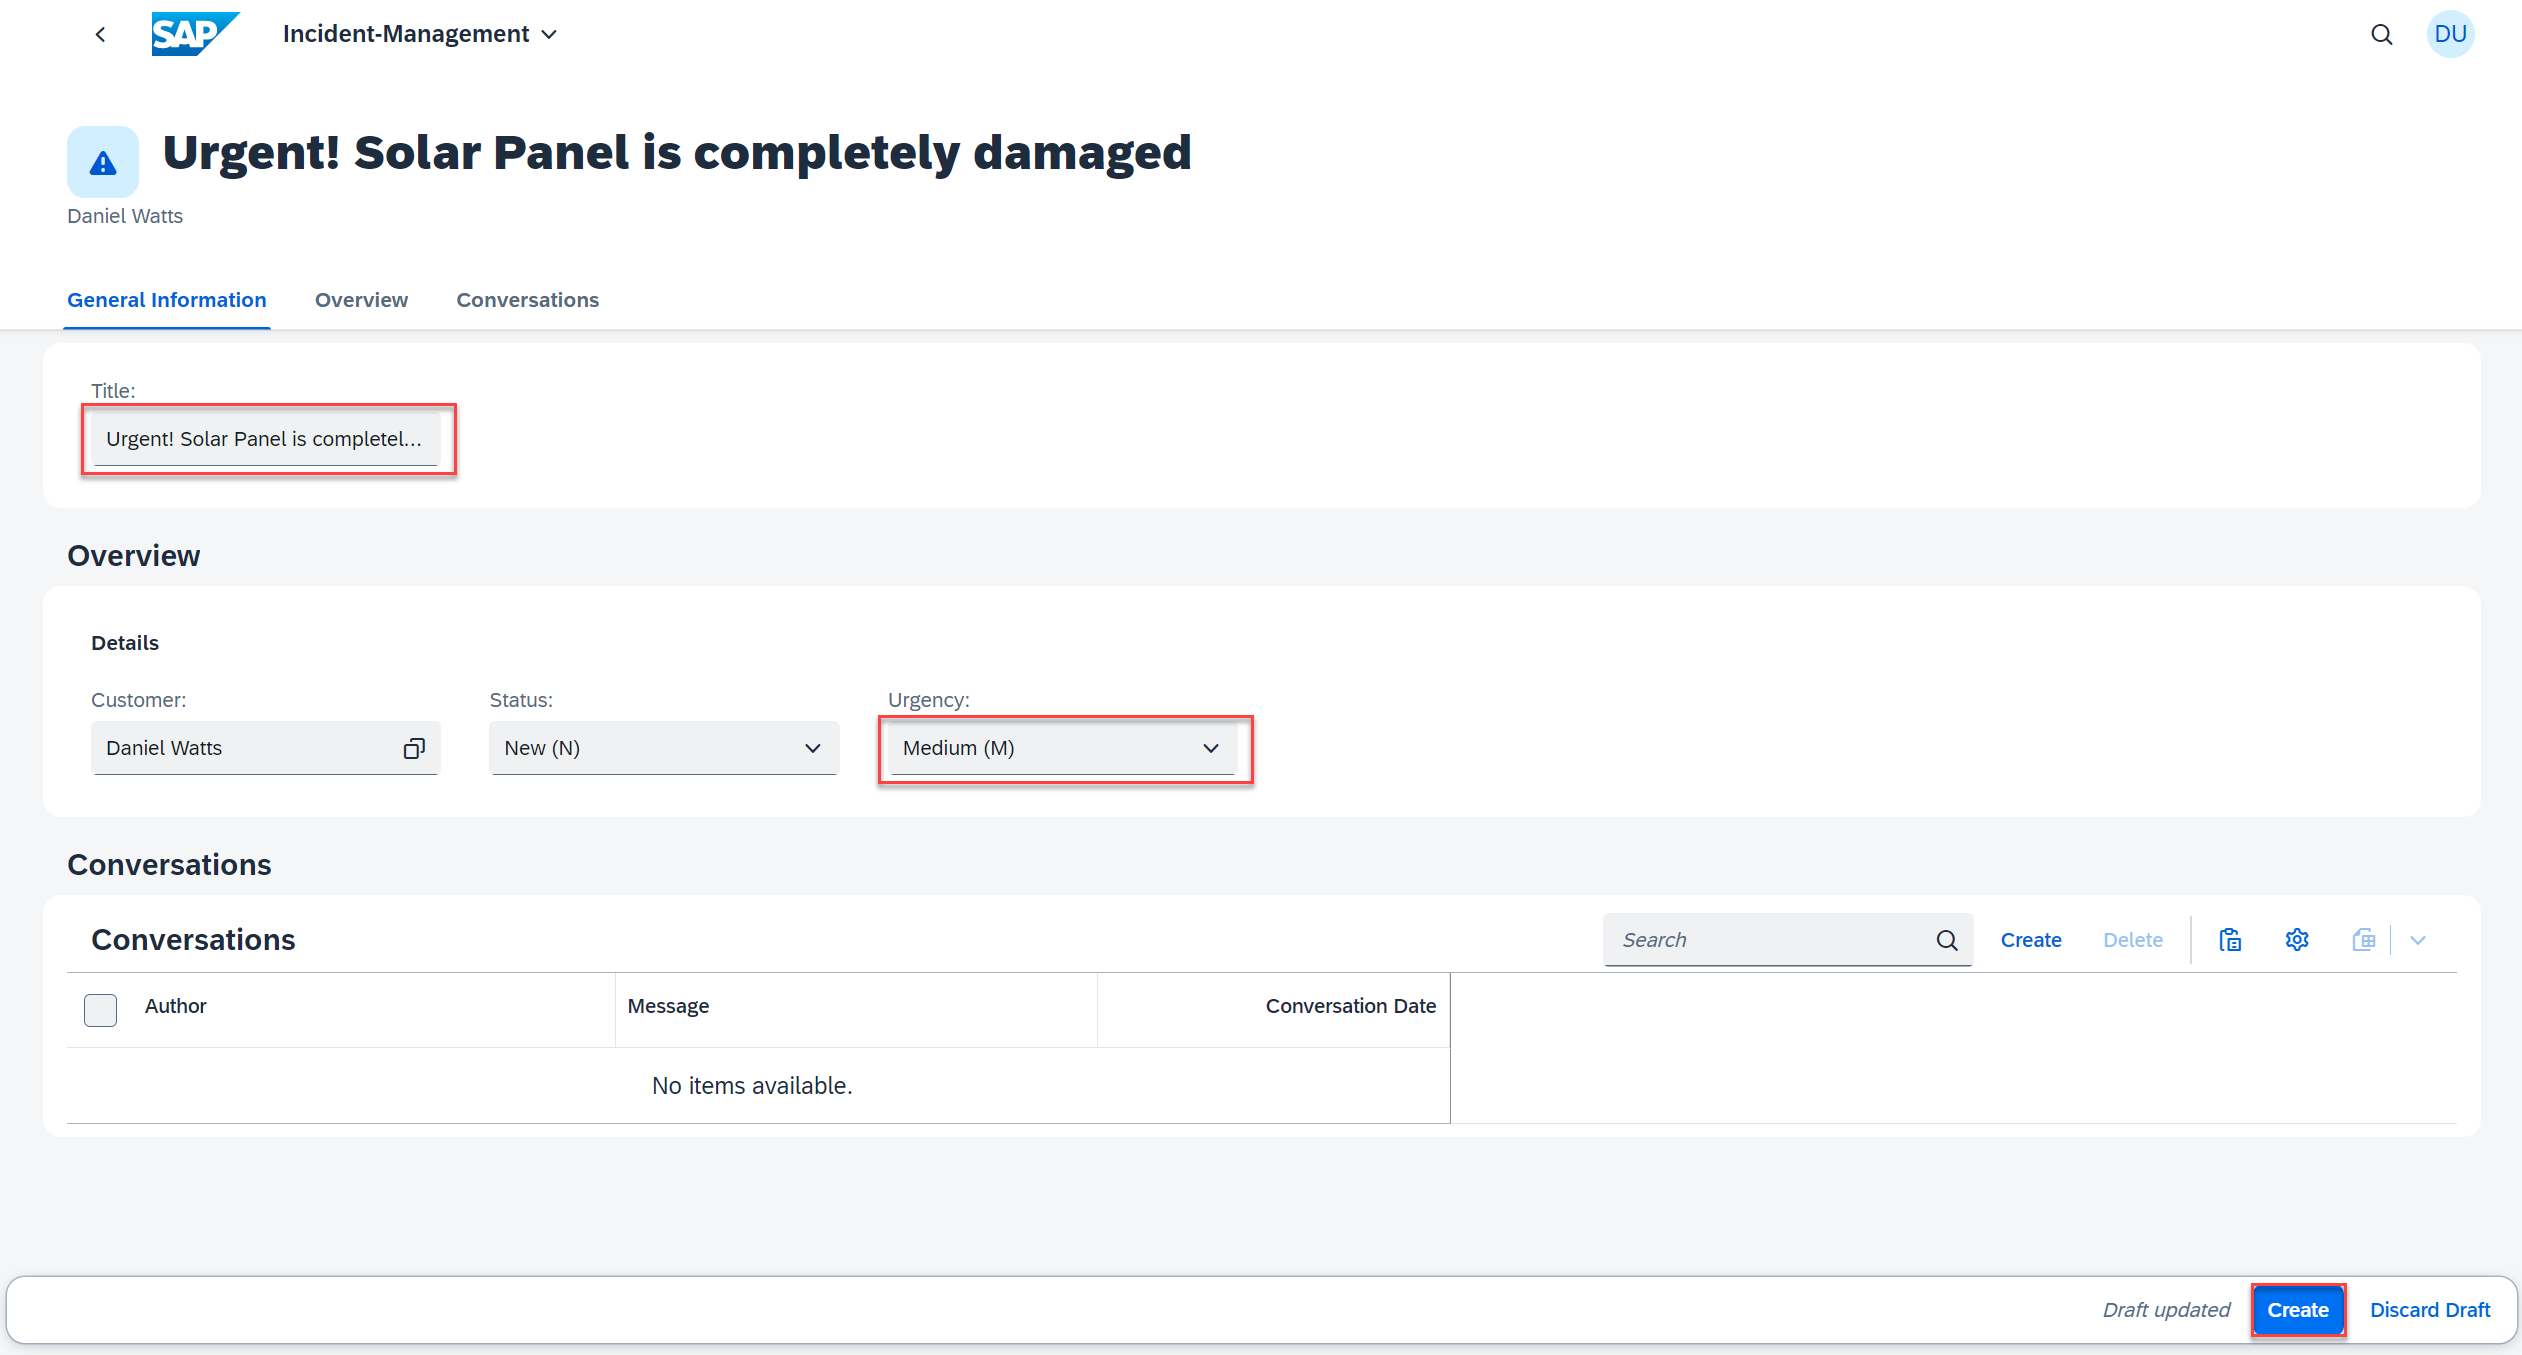 SAP Incident-Management DU
Urgent! Solar Panel is completely damaged
Daniel Watts
General Information Overview Conversations
Title:
Urgent! Solar Panel is completel...
Overview
Details
Customer: Status: Urgency:
Daniel Watts New (N) Medium (M)
Conversations
Conversations Search Create Delete
Author Message Conversation Date
No items available.
Draft updated Create Discard Draft